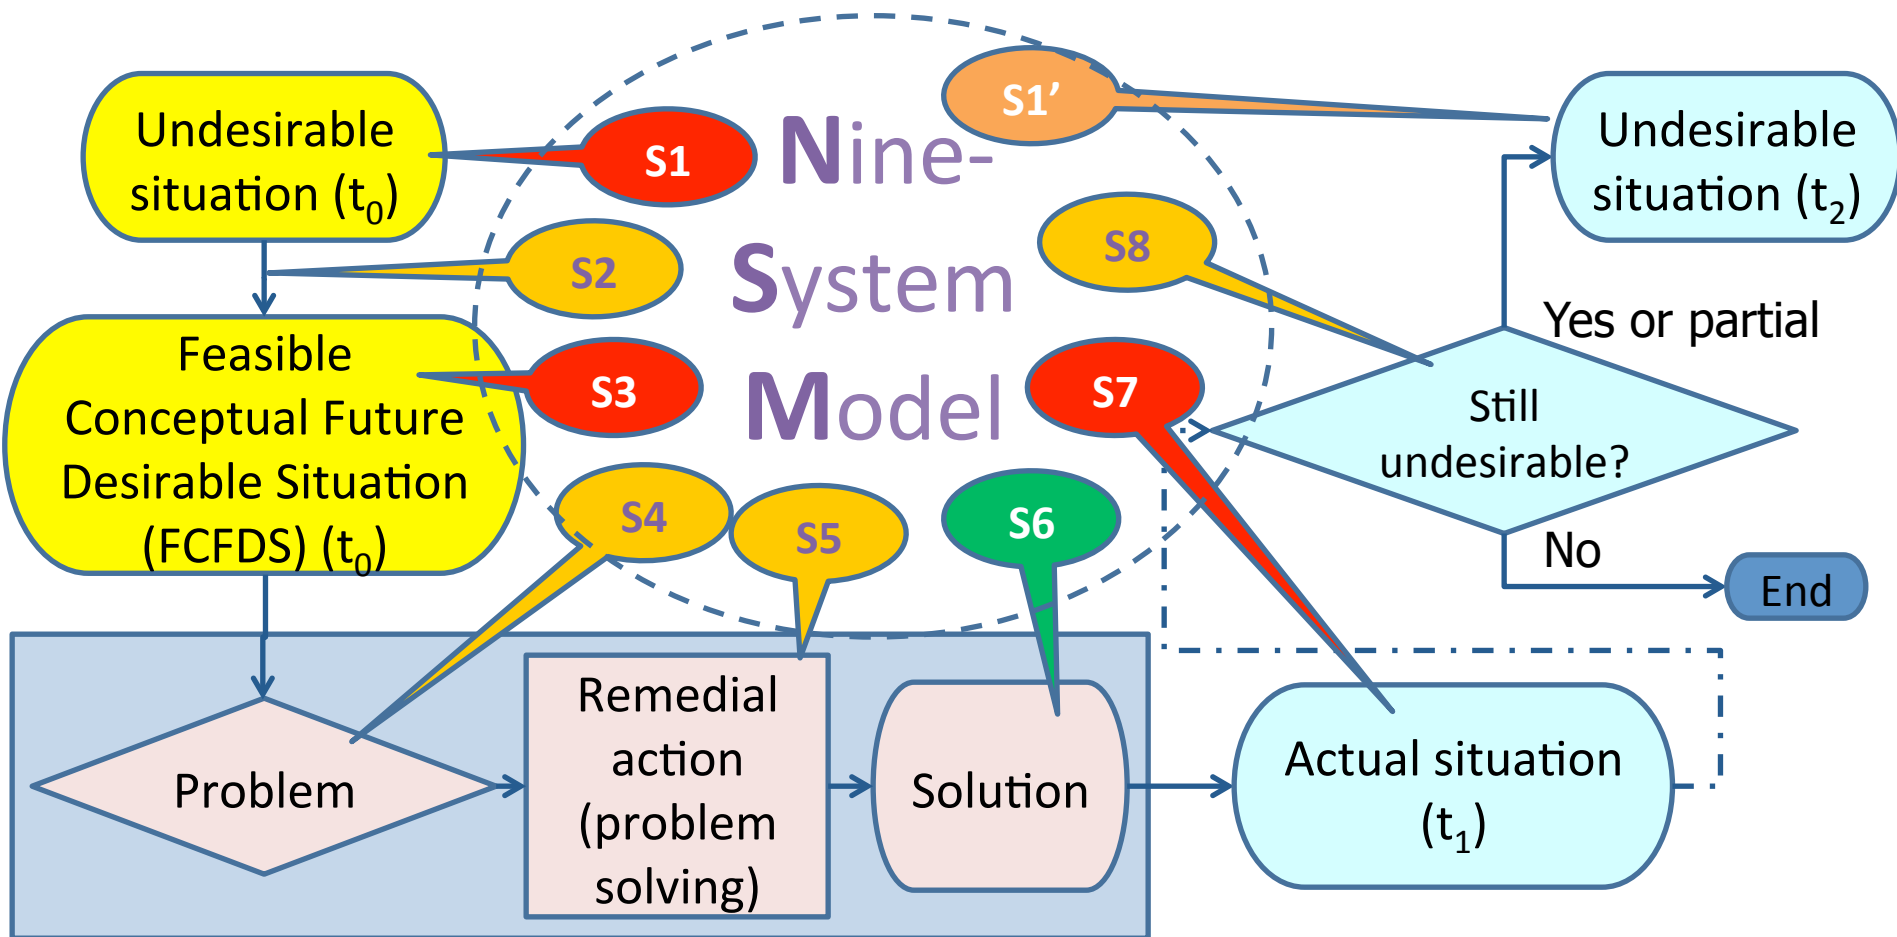 Undesirable
situation (t₀)
S1
Nine-
S1’
Undesirable
situation (t₂)
S2
System
S8
Feasible
Conceptual Future
Desirable Situation
(FCFDS) (t₀)
S3
Model
S7
Yes or partial
Still
undesirable?
S4
S5
S6
No
End
Problem
Remedial
action
(problem
solving)
Solution
Actual situation
(t₁)